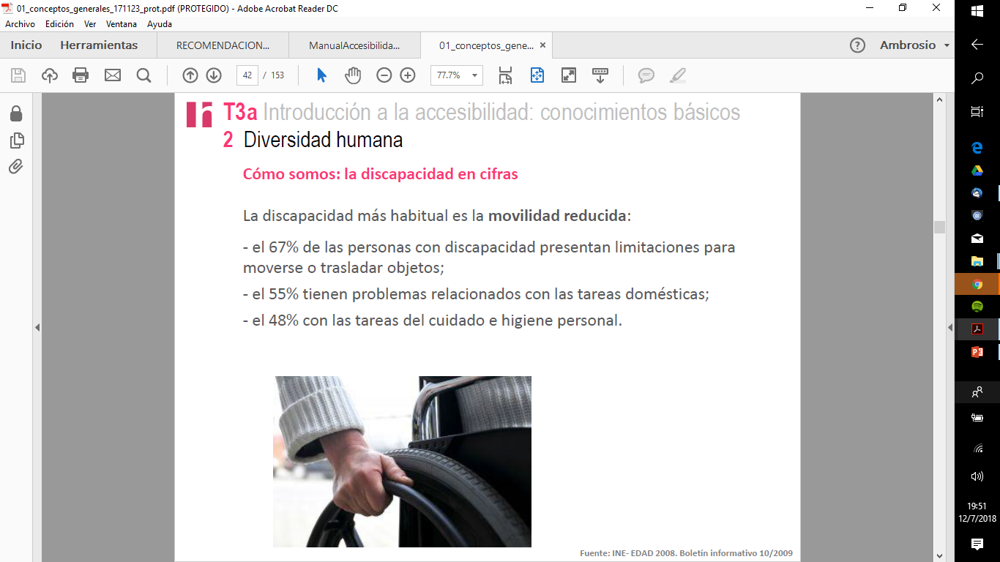 01_conceptos_generales_171123_prot.pdf (PROTEGIDO) - Adobe Acrobat Reader DC
Archivo Edición Ver Ventana Ayuda
Inicio Herramientas RECOMENDACION... ManualAccesibilida... 01_conceptos_gene... × Ambrosio
42 / 153 77.7%
T3a Introducción a la accesibilidad: conocimientos básicos
2 Diversidad humana
Cómo somos: la discapacidad en cifras
La discapacidad más habitual es la movilidad reducida:
- el 67% de las personas con discapacidad presentan limitaciones para
moverse o trasladar objetos;
- el 55% tienen problemas relacionados con las tareas domésticas;
- el 48% con las tareas del cuidado e higiene personal.
Fuente: INE- EDAD 2008. Boletín informativo 10/2009
19:51
12/7/2018